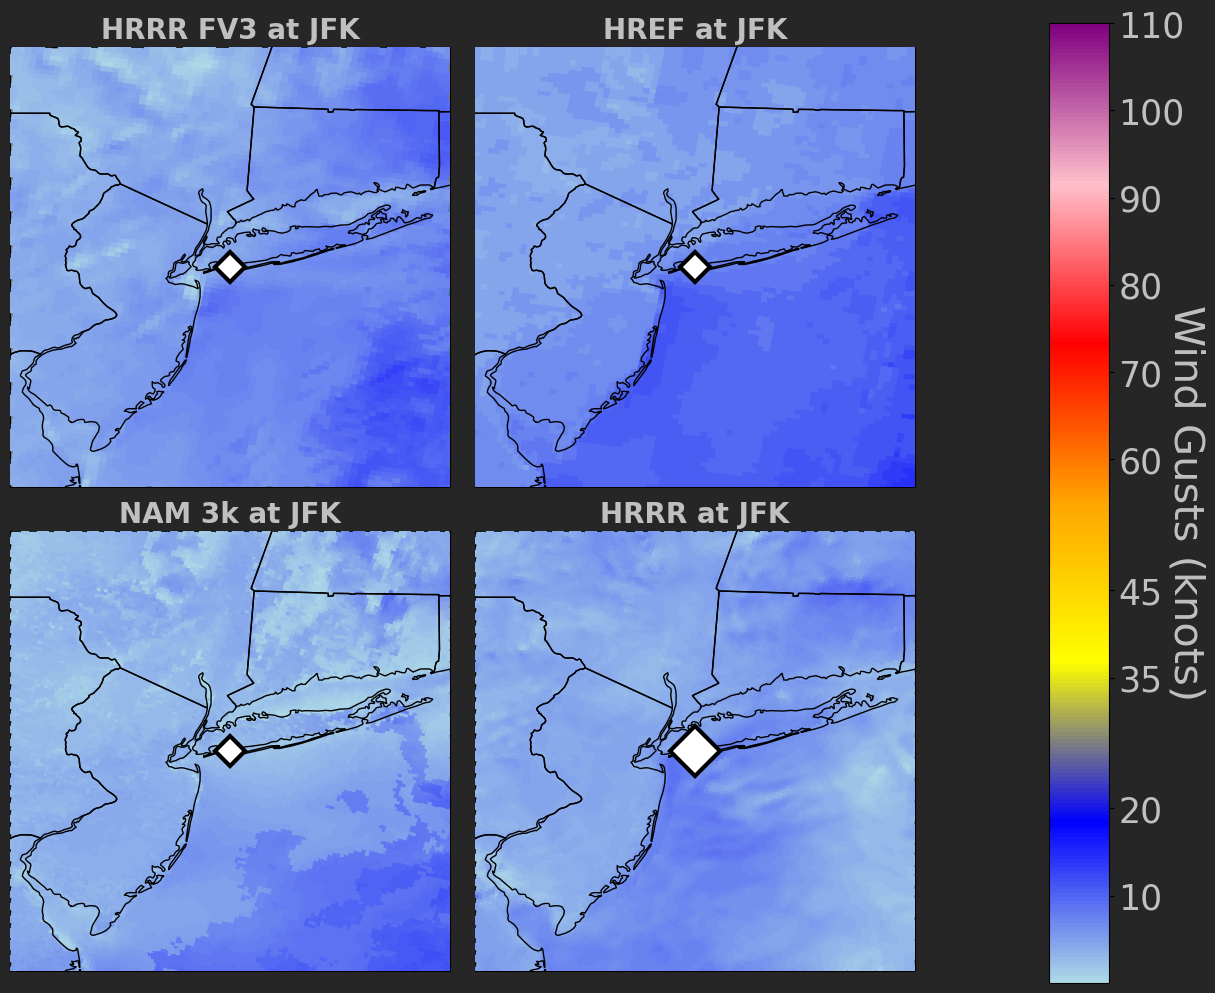 HRRR FV3 at JFK
HREF at JFK
NAM 3k at JFK
HRRR at JFK
110
100
90
80
70
60
45
35
20
10
Wind Gusts (knots)